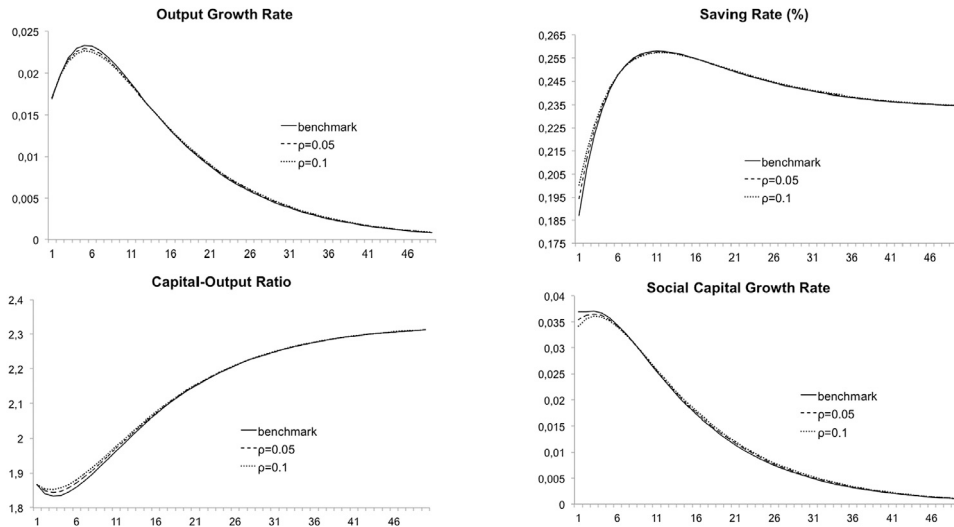 Output Growth Rate
0,025
0,02
0,015
0,01
0,005
0
1 6 11 16 21 26 31 36 41 46
benchmark
ρ=0.05
ρ=0.1
Saving Rate (%)
0,265
0,255
0,245
0,235
0,225
0,215
0,205
0,195
0,185
0,175
1 6 11 16 21 26 31 36 41 46
benchmark
ρ=0.05
ρ=0.1
Capital-Output Ratio
2,4
2,3
2,2
2,1
2
1,9
1,8
1 6 11 16 21 26 31 36 41 46
benchmark
ρ=0.05
ρ=0.1
Social Capital Growth Rate
0,04
0,035
0,03
0,025
0,02
0,015
0,01
0,005
0
1 6 11 16 21 26 31 36 41 46
benchmark
ρ=0.05
ρ=0.1